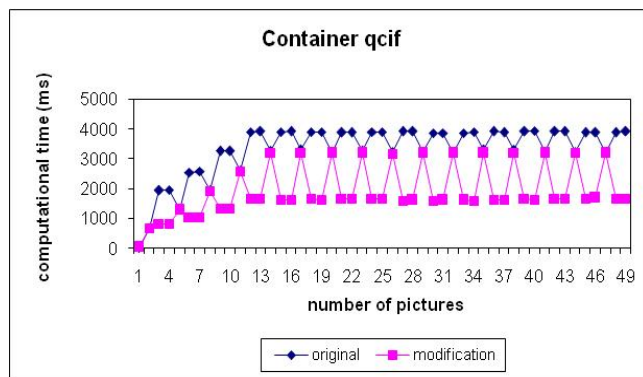 Container qcif
computational time (ms)
5000
4000
3000
2000
1000
0
1 4 7 10 13 16 19 22 25 28 31 34 37 40 43 46 49
number of pictures
original modification